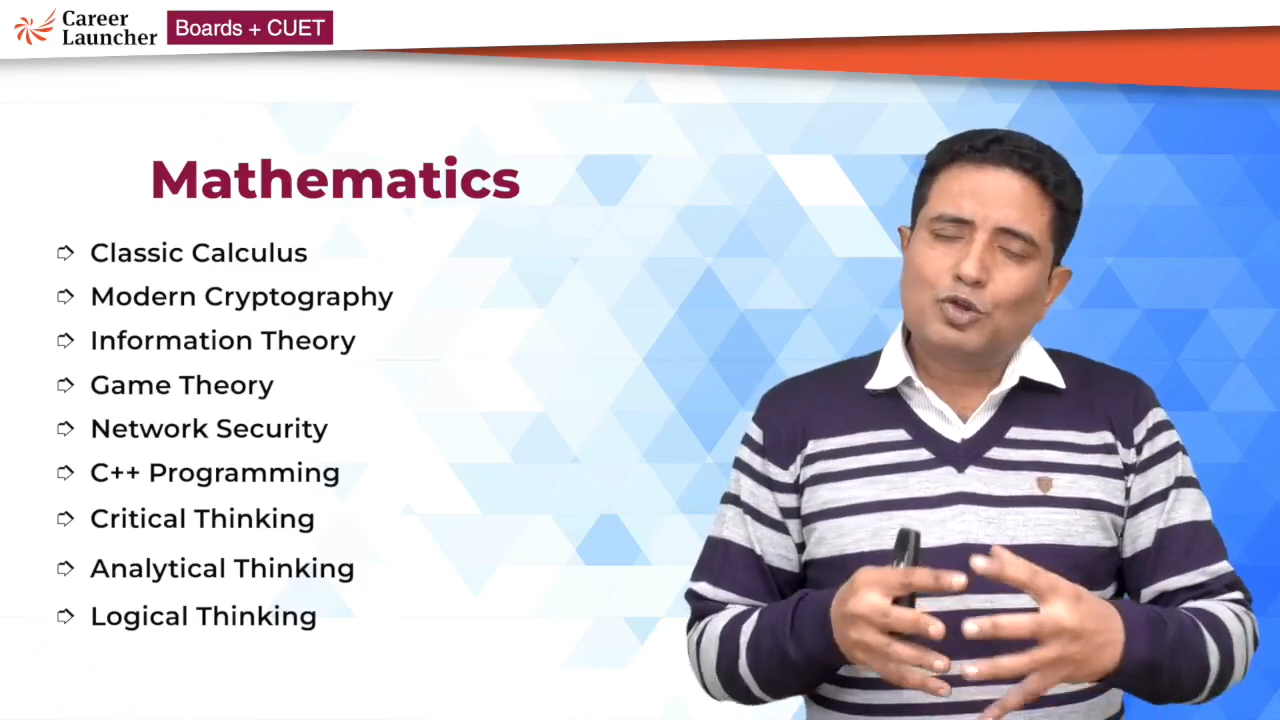 Career
Launcher
Boards + CUET
Mathematics
Classic Calculus
Modern Cryptography
Information Theory
Game Theory
Network Security
C++ Programming
Critical Thinking
Analytical Thinking
Logical Thinking